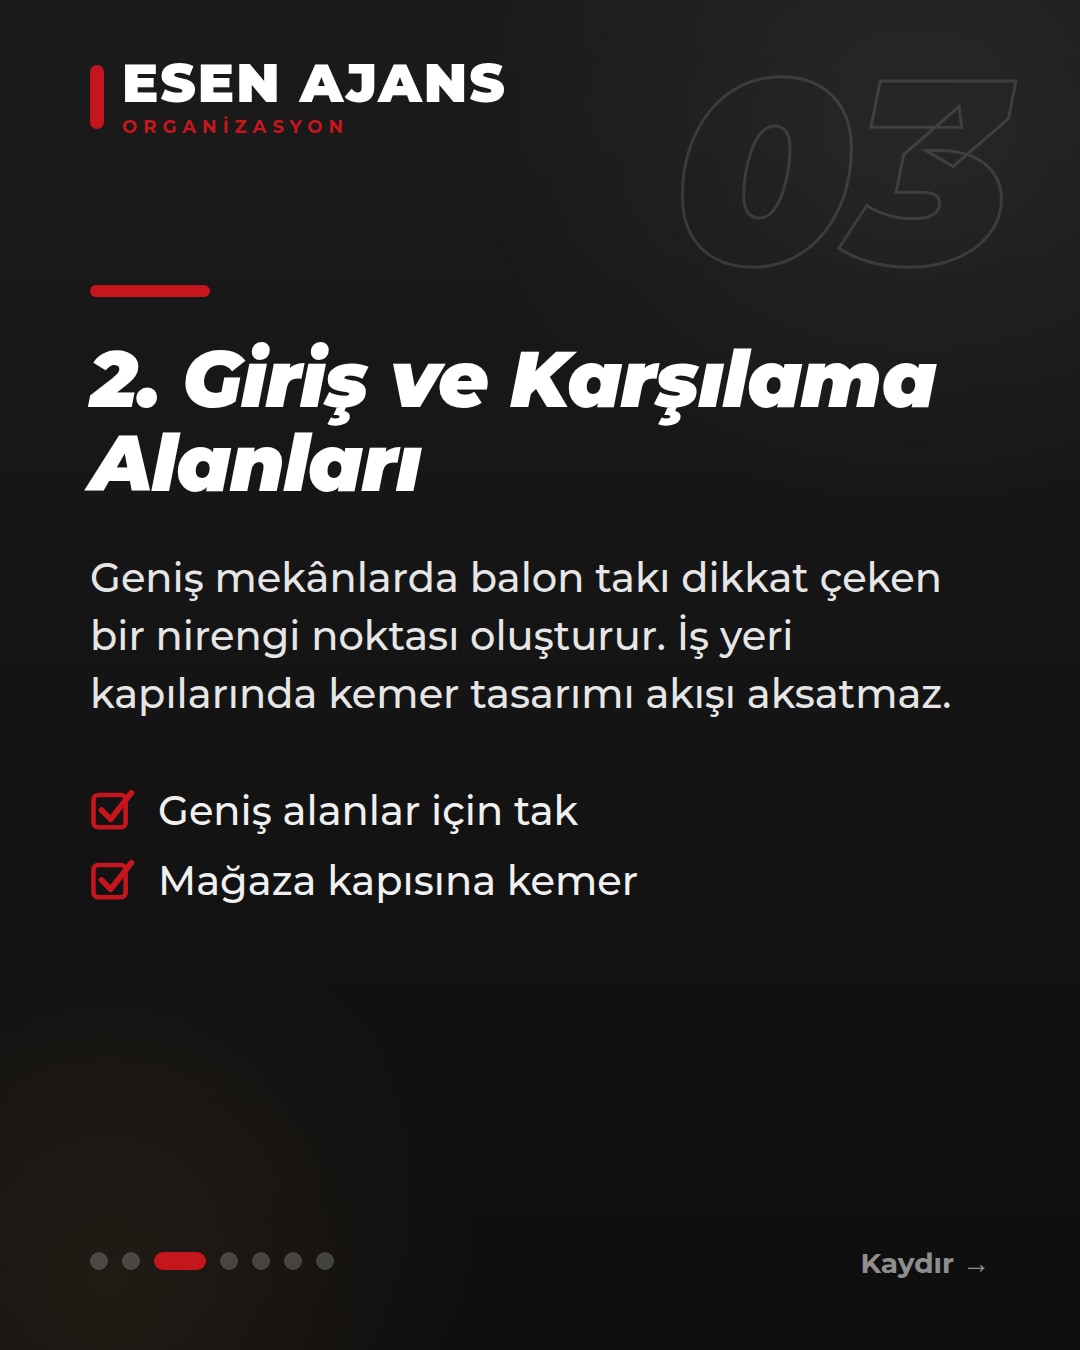 ESEN AJANS
ORGANİZASYON
03
2. Giriş ve Karşılama
Alanları
Geniş mekânlarda balon takı dikkat çeken
bir nirengi noktası oluşturur. İş yeri
kapılarında kemer tasarımı akışı aksatmaz.
Geniş alanlar için tak
Mağaza kapısına kemer
Kaydır →